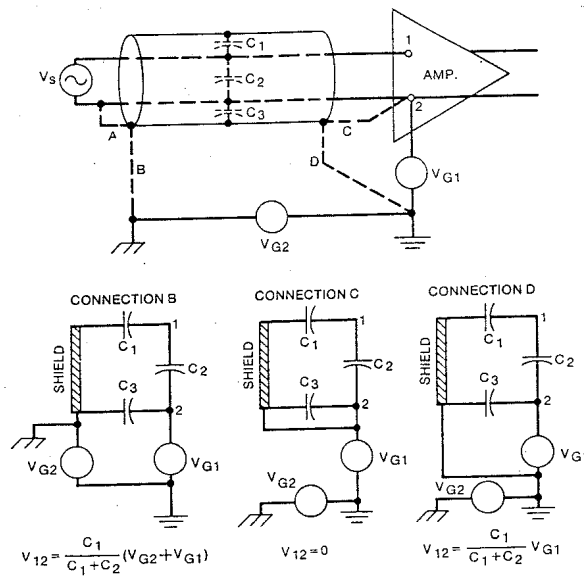 C1
1
VS
C2
AMP.
C3
2
A
C
B
D
VG1
VG2
CONNECTION B
CONNECTION C
CONNECTION D
SHIELD
C1
1
C2
C3
2
VG2
VG1
SHIELD
C1
1
C2
C3
2
VG1
VG2
SHIELD
C1
1
C2
C3
2
VG1
VG2
V12 = C1 / (C1 + C2) (VG2 + VG1)
V12 = 0
V12 = C1 / (C1 + C2) VG1